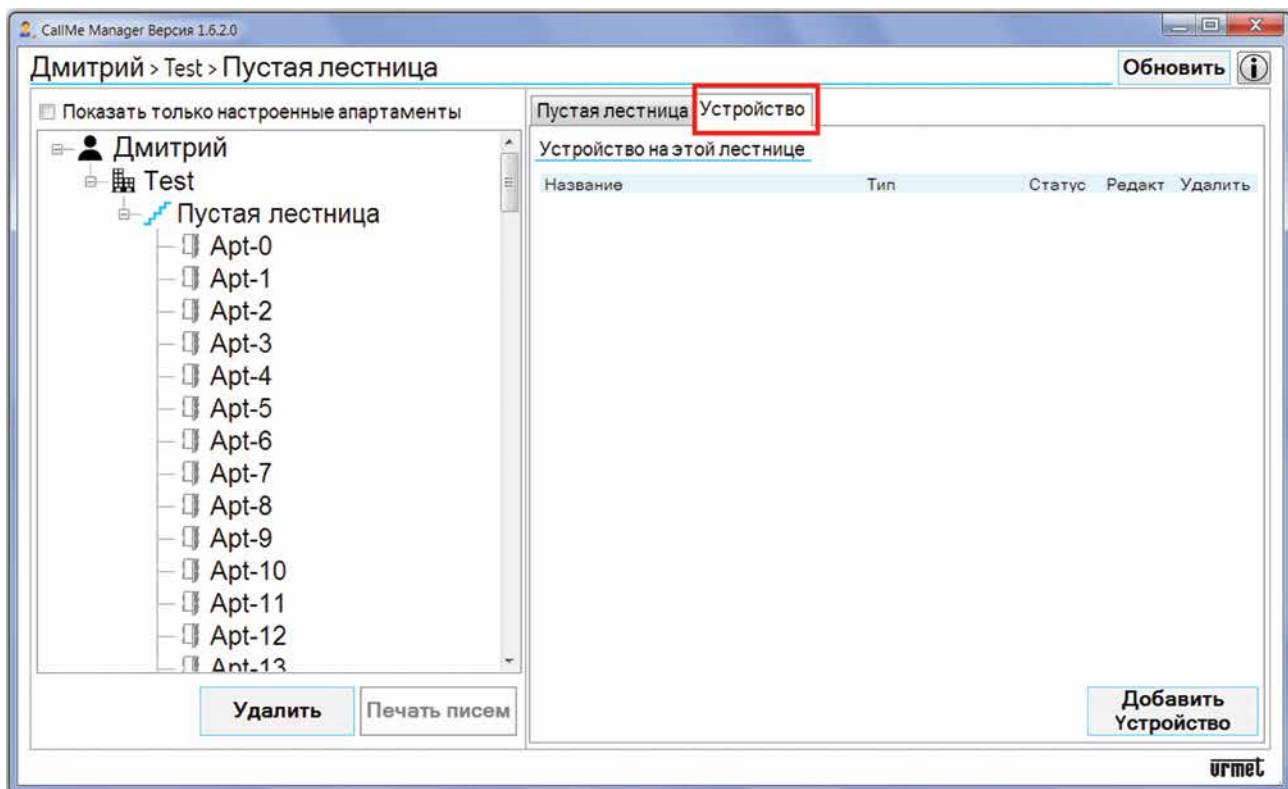 CallMe Manager Версия 1.6.2.0
Дмитрий > Test > Пустая лестница
Обновить
Показать только настроенные апартаменты
Дмитрий
Test
Пустая лестница
Apt-0
Apt-1
Apt-2
Apt-3
Apt-4
Apt-5
Apt-6
Apt-7
Apt-8
Apt-9
Apt-10
Apt-11
Apt-12
Apt-13
Удалить Печать писем
Пустая лестница Устройство
Устройство на этой лестнице
Название Тип Статус Редакт Удалить
Добавить
Устройство
urmet